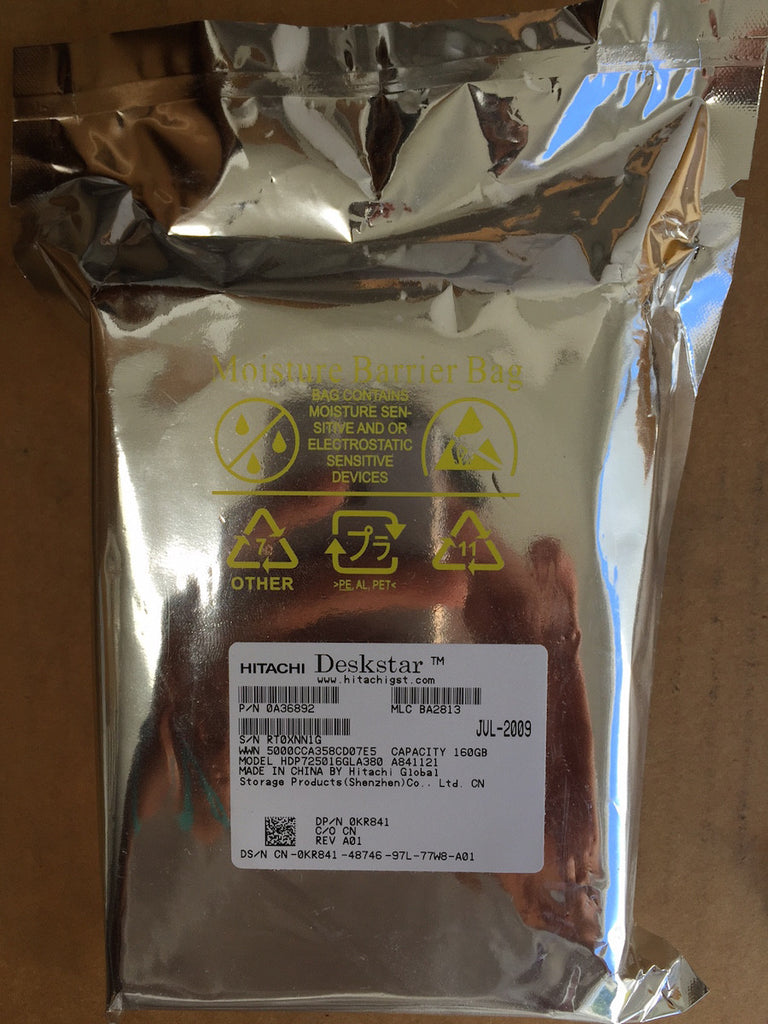 Moisture Barrier Bag
BAG CONTAINS
MOISTURE SEN-
SITIVE AND OR
ELECTROSTATIC
SENSITIVE
DEVICES
7
プラ
11
OTHER
>PE, AL, PET<
HITACHI Deskstar ™
www.hitachigst.com
P/N 0A36892
MLC BA2813
JUL-2009
S/N RT0XNN1G
WWN 5000CCA358CD07E5 CAPACITY 160GB
MODEL HDP725016GLA380 A841121
MADE IN CHINA BY Hitachi Global
Storage Products(Shenzhen)Co.. Ltd. CN
DP/N 0KR841
C/O CN
REV A01
DS/N CN-0KR841-48746-97L-77W8-A01